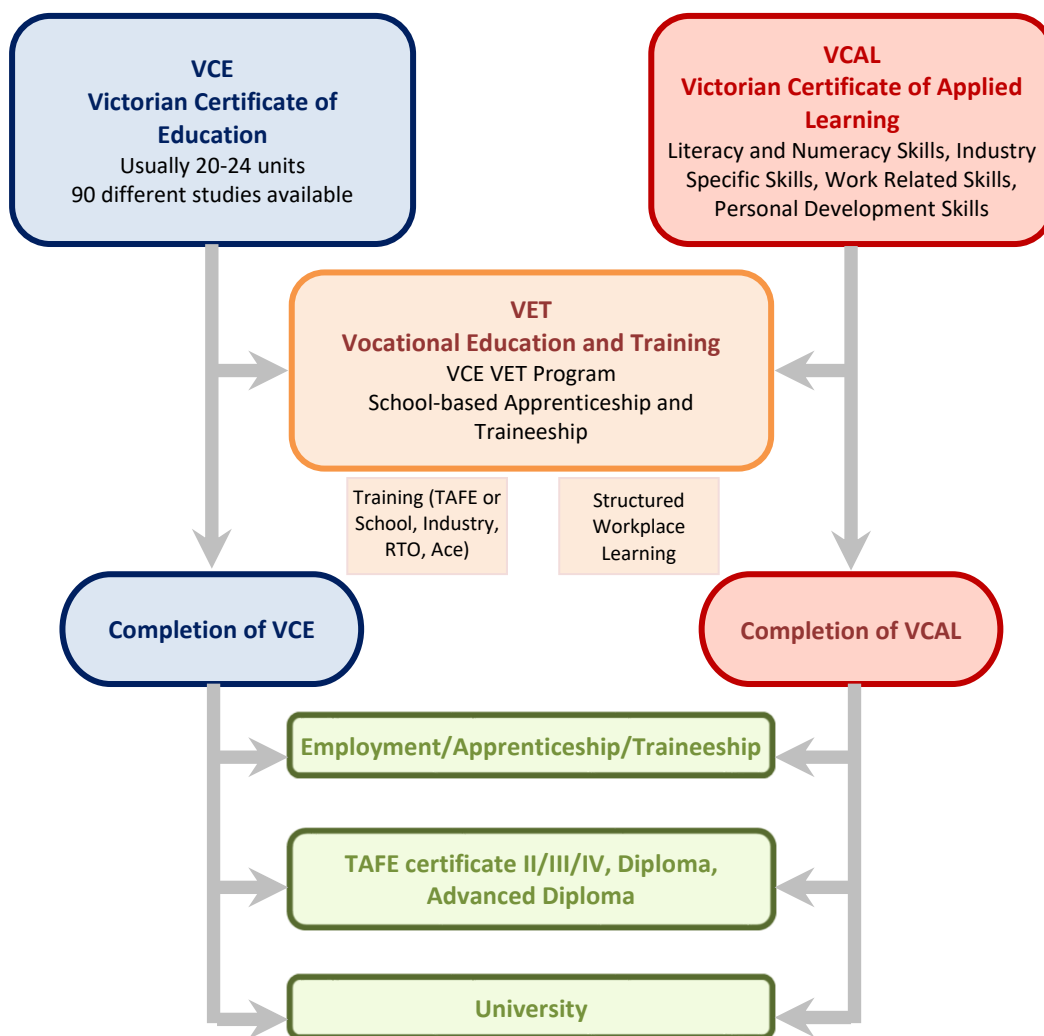 VCE
Victorian Certificate of
Education
Usually 20-24 units
90 different studies available
VCAL
Victorian Certificate of Applied
Learning
Literacy and Numeracy Skills, Industry
Specific Skills, Work Related Skills,
Personal Development Skills
VET
Vocational Education and Training
VCE VET Program
School-based Apprenticeship and
Traineeship
Training (TAFE or
School, Industry,
RTO, Ace)
Structured
Workplace
Learning
Completion of VCE
Completion of VCAL
Employment/Apprenticeship/Traineeship
TAFE certificate II/III/IV, Diploma,
Advanced Diploma
University